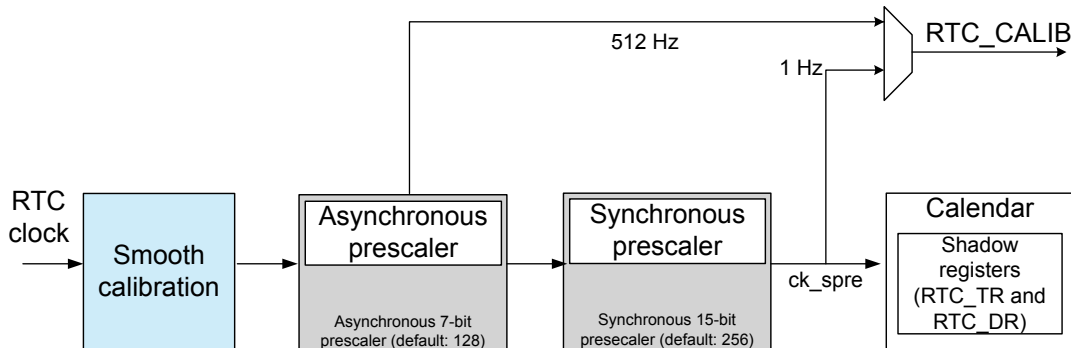 512 Hz
RTC_CALIB
1 Hz
RTC
clock
Smooth
calibration
Asynchronous
prescaler
Asynchronous 7-bit
prescaler (default: 128)
Synchronous
prescaler
Synchronous 15-bit
presecaler (default: 256)
ck_spre
Calendar
Shadow
registers
(RTC_TR and
RTC_DR)